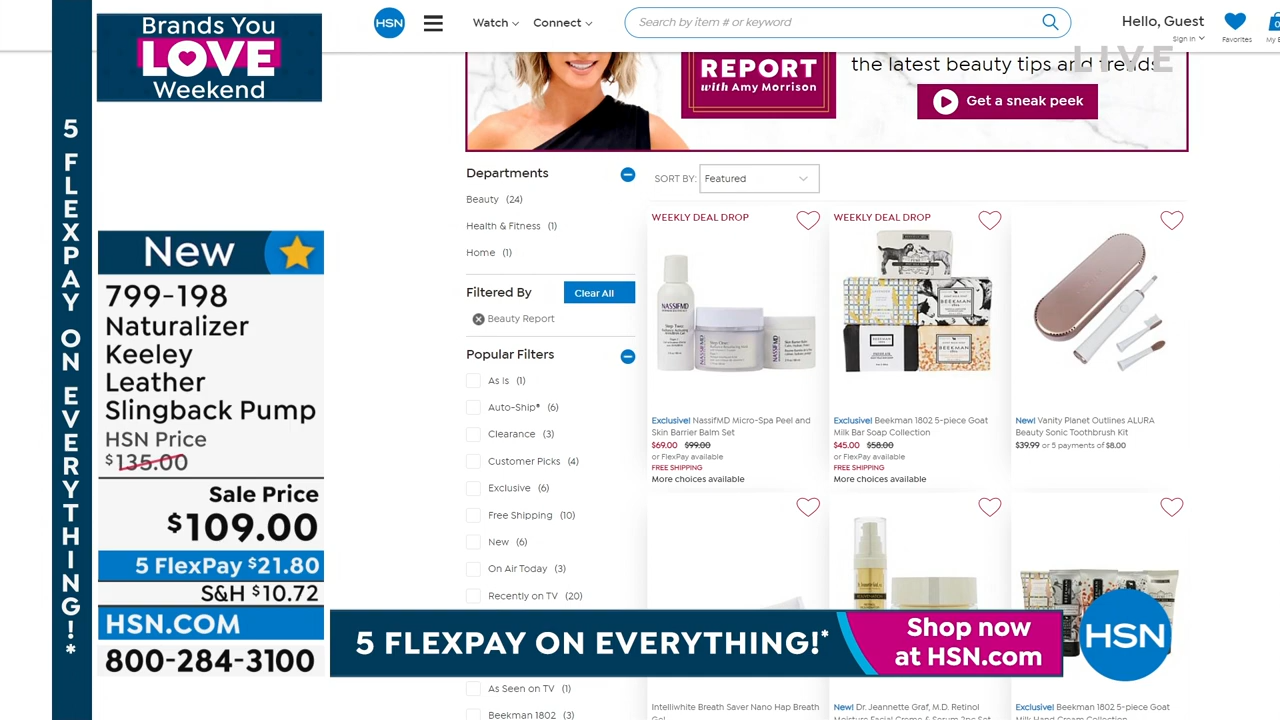 Brands You
LOVE
Weekend
5 FLEXPAY ON EVERYTHING!*
New
799-198
Naturalizer
Keeley
Leather
Slingback Pump
HSN Price
$135.00
Sale Price
$109.00
5 FlexPay $21.80
S&H $10.72
HSN.COM
800-284-3100
HSN
Watch
Connect
Search by item # or keyword
Hello, Guest
Sign In
Favorites
0
LIVE
REPORT
with Amy Morrison
the latest beauty tips and trends.
Get a sneak peek
Departments
Beauty (24)
Health & Fitness (1)
Home (1)
Filtered By
Clear All
Beauty Report
Popular Filters
As Is (1)
Auto-Ship® (6)
Clearance (3)
Customer Picks (4)
Exclusive (6)
Free Shipping (10)
New (6)
On Air Today (3)
Recently on TV (20)
As Seen on TV (1)
Beekman 1802 (3)
SORT BY: Featured
WEEKLY DEAL DROP
NASSIFMD
NASSIFMD
NASSIFMD
Exclusive! NassifMD Micro-Spa Peel and
Skin Barrier Balm Set
$69.00 $99.00
or FlexPay available
FREE SHIPPING
More choices available
WEEKLY DEAL DROP
BEEKMAN
BEEKMAN
BEEKMAN
Exclusive! Beekman 1802 5-piece Goat
Milk Bar Soap Collection
$45.00 $58.00
or FlexPay available
FREE SHIPPING
More choices available
New! Vanity Planet Outlines ALURA
Beauty Sonic Toothbrush Kit
$39.99 or 5 payments of $8.00
Intelliwhite Breath Saver Nano Hap Breath
New! Dr. Jeannette Graf, M.D. Retinol
Exclusive! Beekman 1802 5-piece Goat
5 FLEXPAY ON EVERYTHING!*
Shop now
at HSN.com
HSN